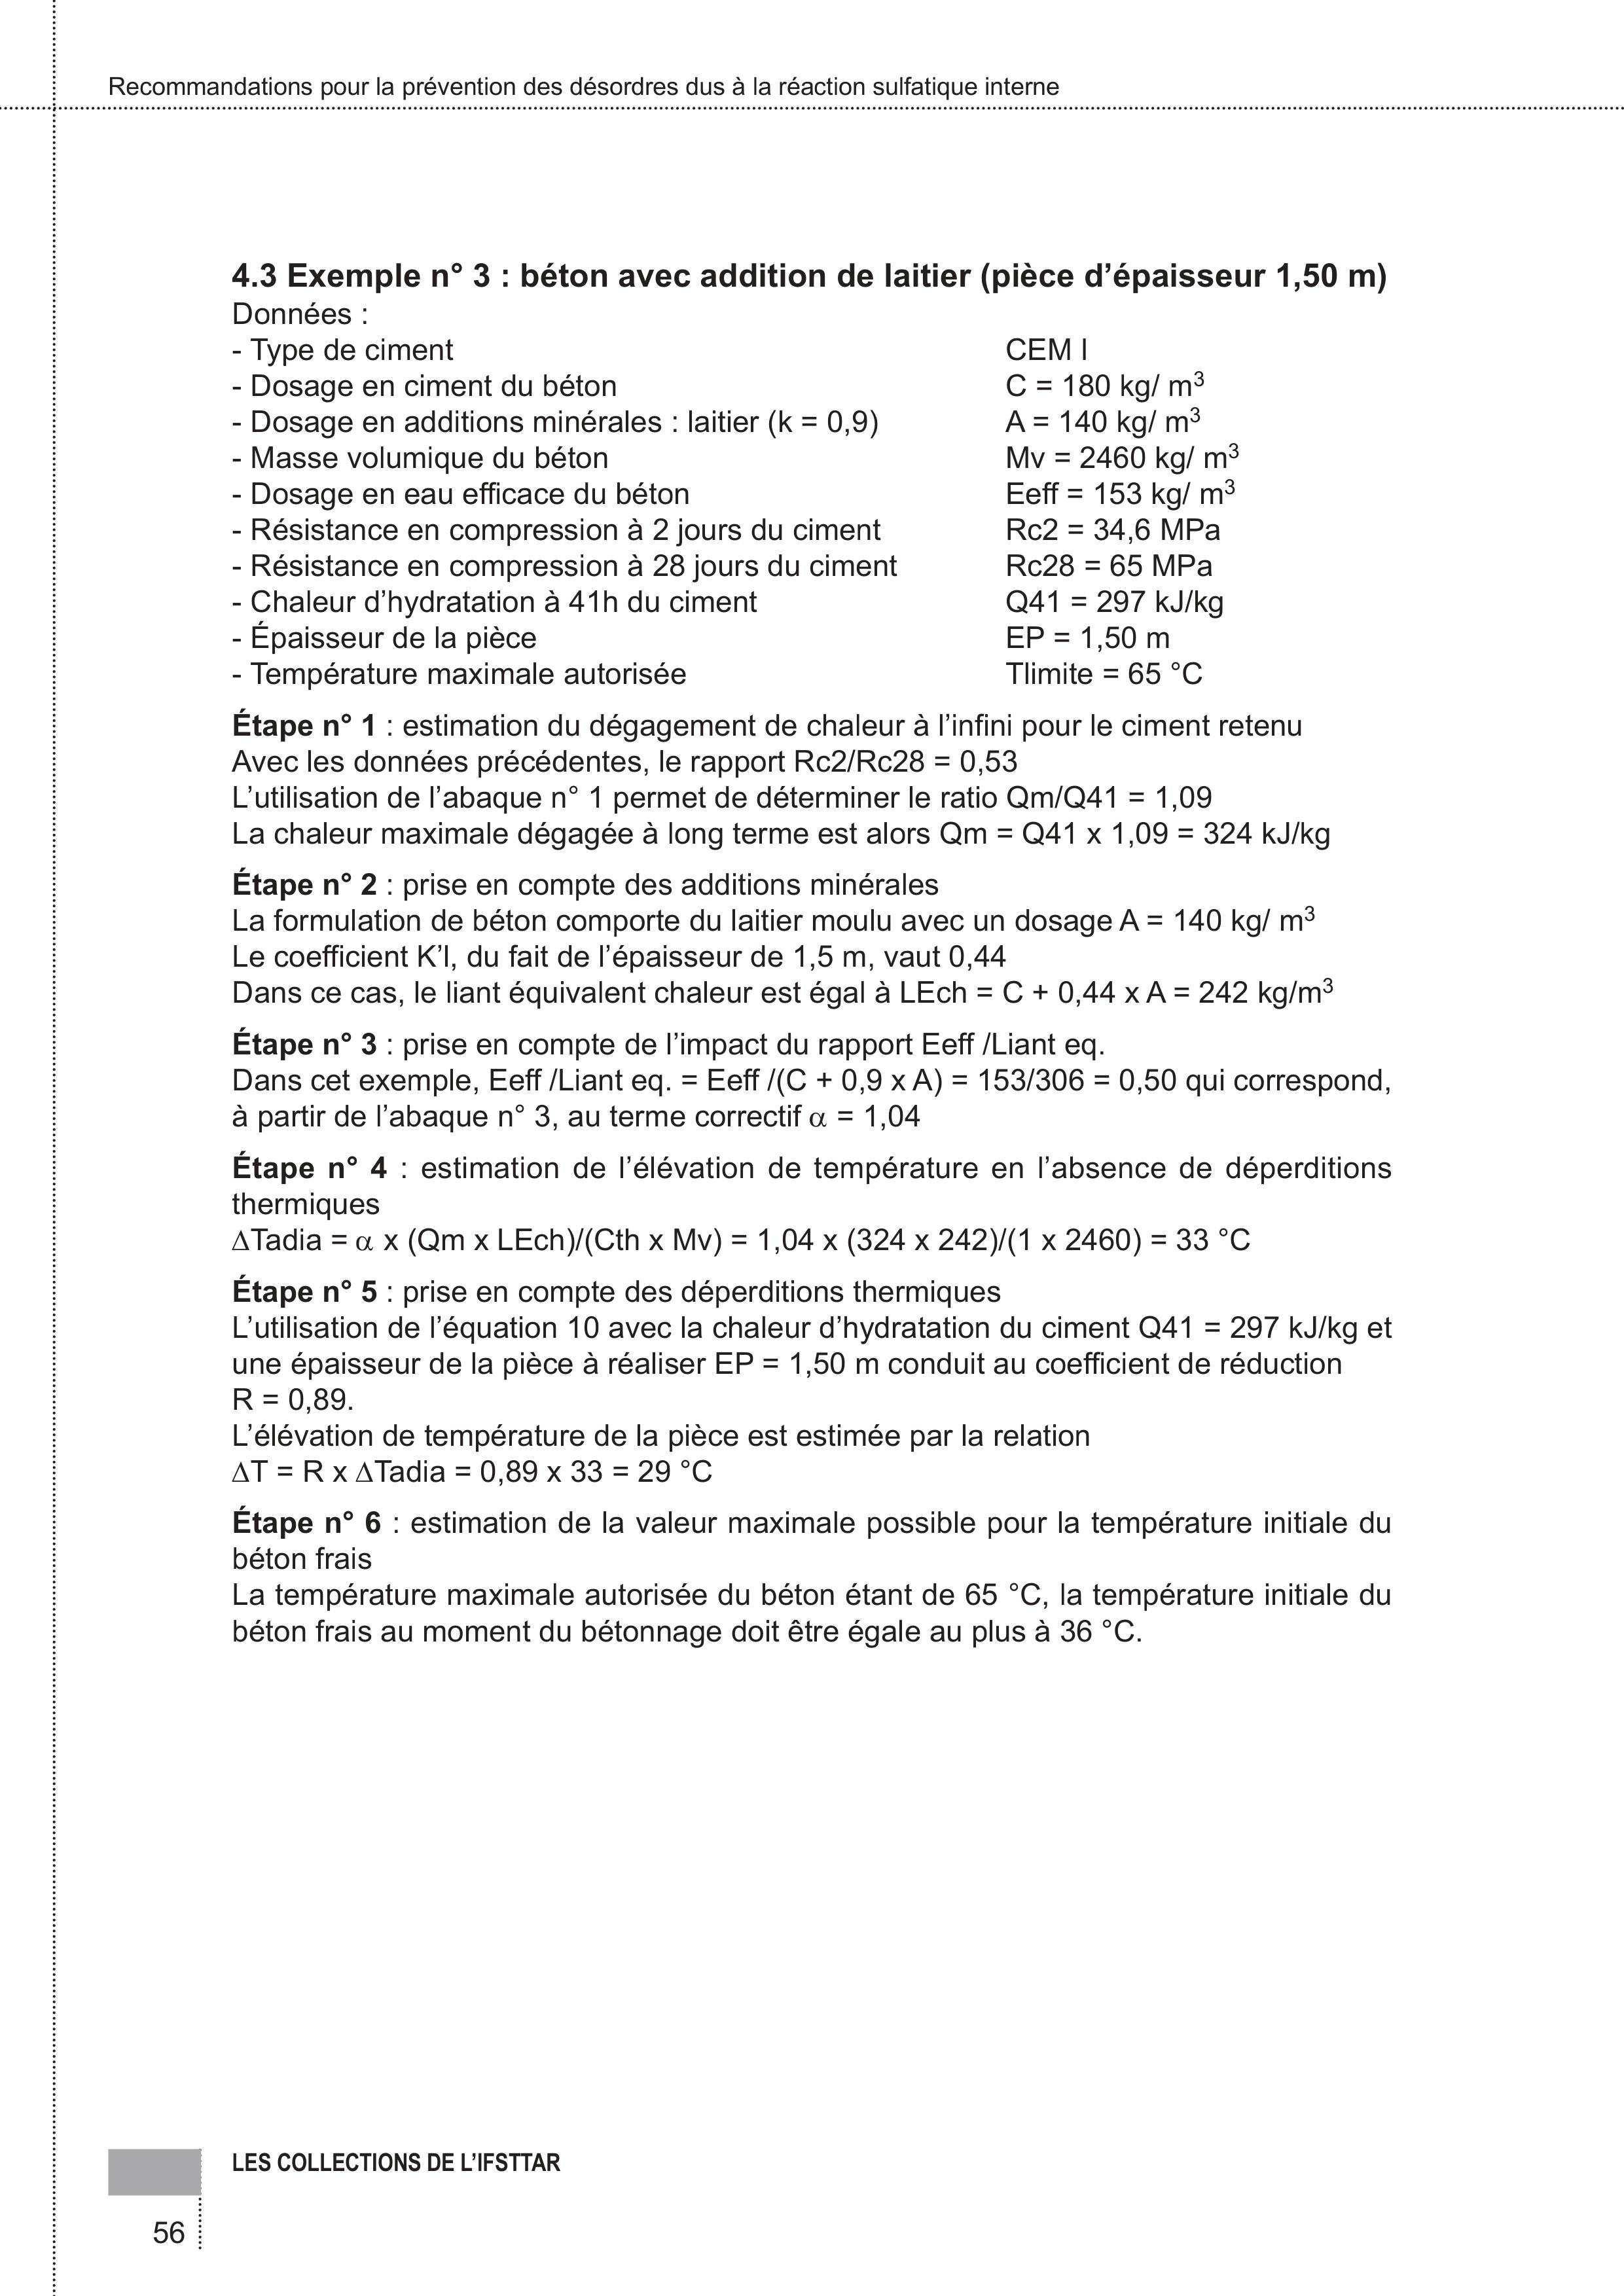 Recommandations pour la prévention des désordres dus à la réaction sulfatique interne
4.3 Exemple n° 3 : béton avec addition de laitier (pièce d’épaisseur 1,50 m)
Données :
- Type de ciment CEM I
- Dosage en ciment du béton C = 180 kg/ m³
- Dosage en additions minérales : laitier (k = 0,9) A = 140 kg/ m³
- Masse volumique du béton Mv = 2460 kg/ m³
- Dosage en eau efficace du béton Eeff = 153 kg/ m³
- Résistance en compression à 2 jours du ciment Rc2 = 34,6 MPa
- Résistance en compression à 28 jours du ciment Rc28 = 65 MPa
- Chaleur d’hydratation à 41h du ciment Q41 = 297 kJ/kg
- Épaisseur de la pièce EP = 1,50 m
- Température maximale autorisée Tlimite = 65 °C
Étape n° 1 : estimation du dégagement de chaleur à l’infini pour le ciment retenu
Avec les données précédentes, le rapport Rc2/Rc28 = 0,53
L’utilisation de l’abaque n° 1 permet de déterminer le ratio Qm/Q41 = 1,09
La chaleur maximale dégagée à long terme est alors Qm = Q41 x 1,09 = 324 kJ/kg
Étape n° 2 : prise en compte des additions minérales
La formulation de béton comporte du laitier moulu avec un dosage A = 140 kg/ m³
Le coefficient K’l, du fait de l’épaisseur de 1,5 m, vaut 0,44
Dans ce cas, le liant équivalent chaleur est égal à LEch = C + 0,44 x A = 242 kg/m³
Étape n° 3 : prise en compte de l’impact du rapport Eeff /Liant eq.
Dans cet exemple, Eeff /Liant eq. = Eeff /(C + 0,9 x A) = 153/306 = 0,50 qui correspond,
à partir de l’abaque n° 3, au terme correctif α = 1,04
Étape n° 4 : estimation de l’élévation de température en l’absence de déperditions
thermiques
∆Tadia = α x (Qm x LEch)/(Cth x Mv) = 1,04 x (324 x 242)/(1 x 2460) = 33 °C
Étape n° 5 : prise en compte des déperditions thermiques
L’utilisation de l’équation 10 avec la chaleur d’hydratation du ciment Q41 = 297 kJ/kg et
une épaisseur de la pièce à réaliser EP = 1,50 m conduit au coefficient de réduction
R = 0,89.
L’élévation de température de la pièce est estimée par la relation
∆T = R x ∆Tadia = 0,89 x 33 = 29 °C
Étape n° 6 : estimation de la valeur maximale possible pour la température initiale du
béton frais
La température maximale autorisée du béton étant de 65 °C, la température initiale du
béton frais au moment du bétonnage doit être égale au plus à 36 °C.
LES COLLECTIONS DE L’IFSTTAR
56